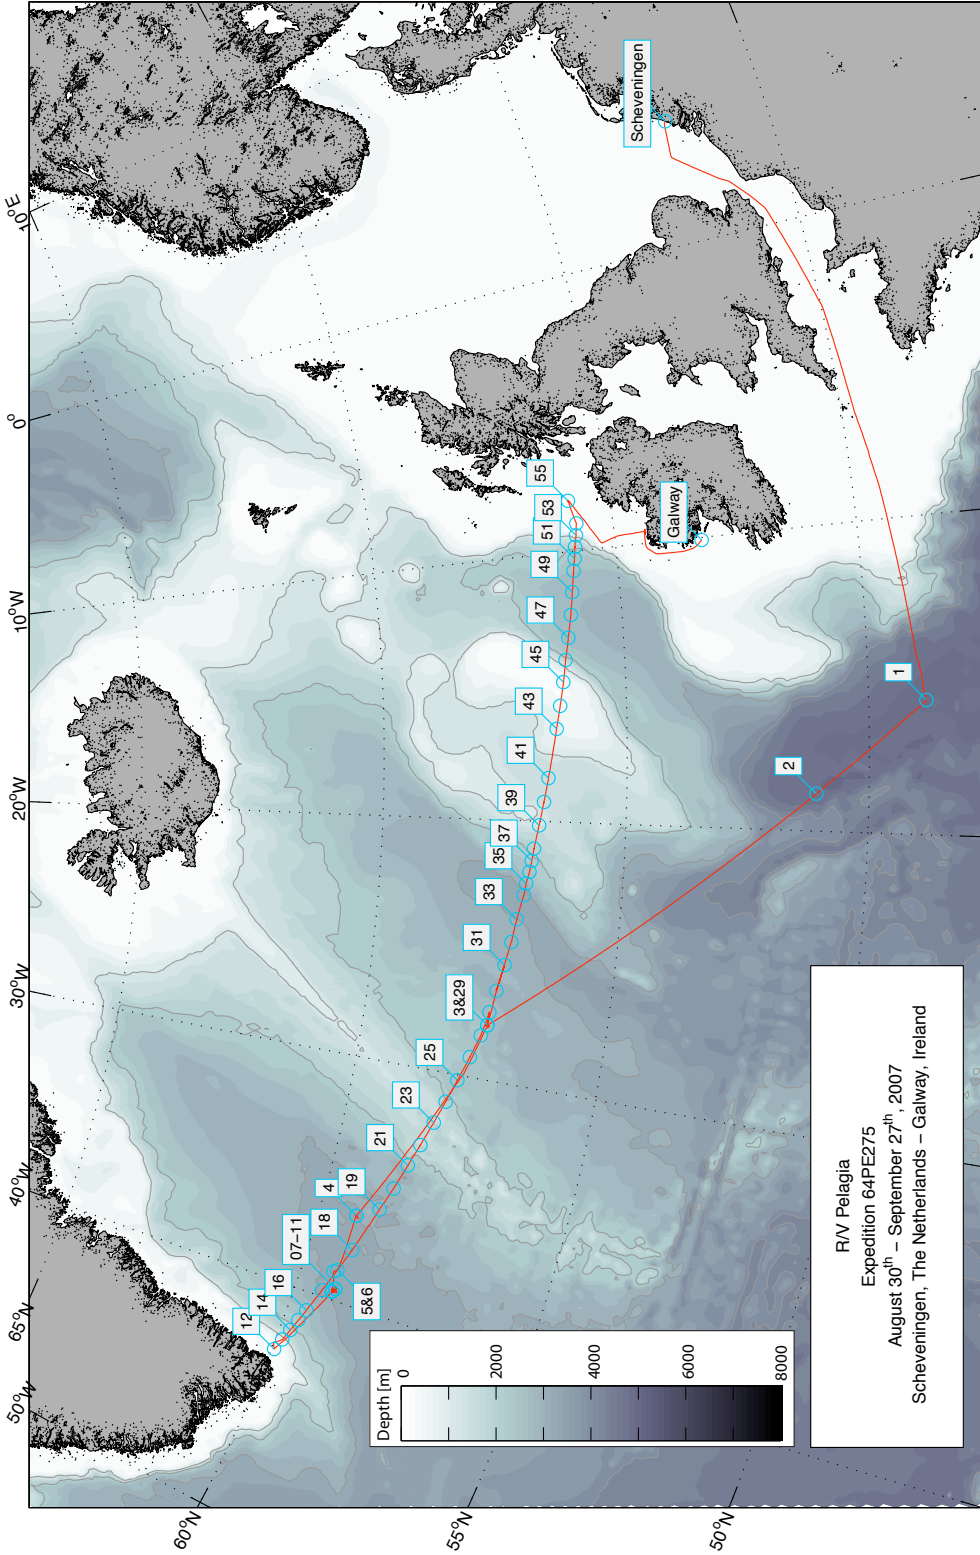 10°E
0°
10°W
20°W
30°W
40°W
50°W
65°N
60°N
55°N
50°N
Scheveningen
Galway
55
53
51
49
47
45
43
41
39
37
35
33
31
3&29
25
23
21
19
4
18
07–11
16
14
12
5&6
1
2
Depth [m]
0
2000
4000
6000
8000
R/V Pelagia
Expedition 64PE275
August 30th – September 27th, 2007
Scheveningen, The Netherlands – Galway, Ireland